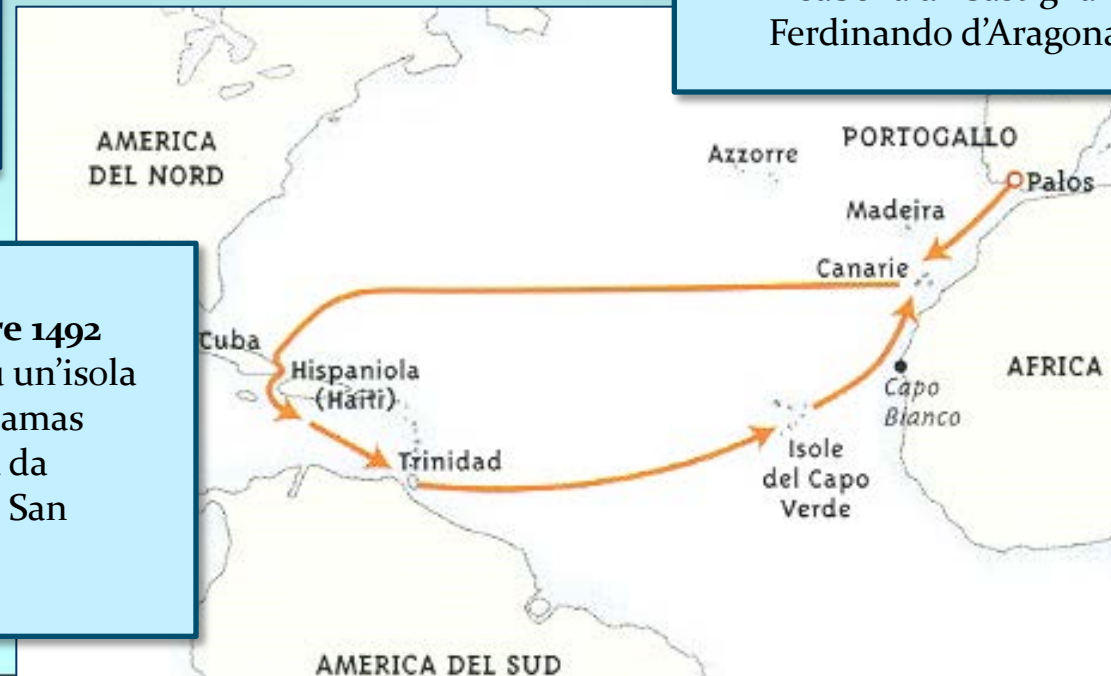 Ferdinando d’Aragona
AMERICA
DEL NORD
Azzorre
PORTOGALLO
Palos
Madeira
Canarie
re 1492
un’isola
amas
da
San
Cuba
Hispaniola
(Haiti)
AFRICA
Capo
Bianco
Trinidad
Isole
del Capo
Verde
AMERICA DEL SUD